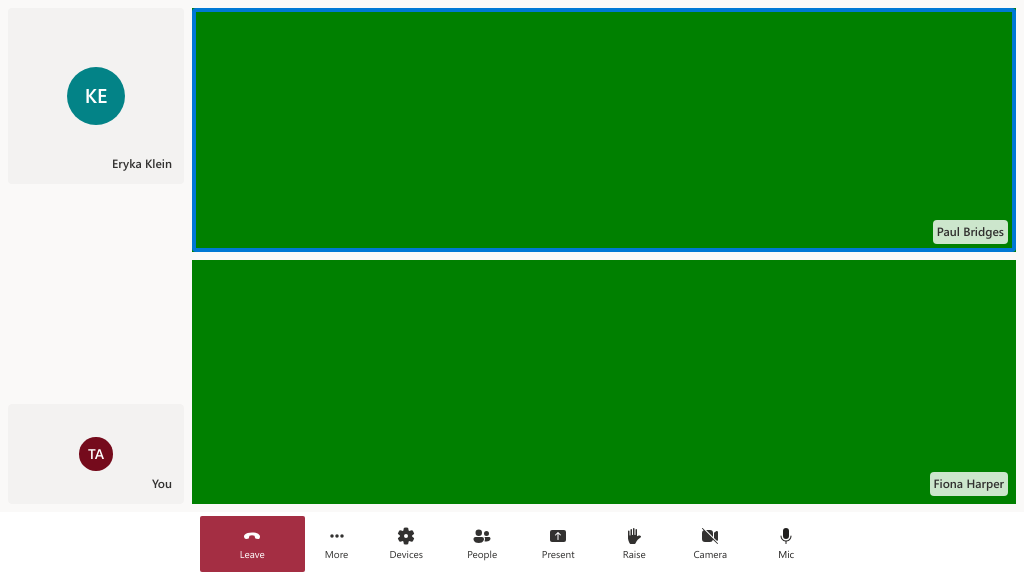 KE
Eryka Klein
Paul Bridges
TA
You
Fiona Harper
Leave
More
Devices
People
Present
Raise
Camera
Mic